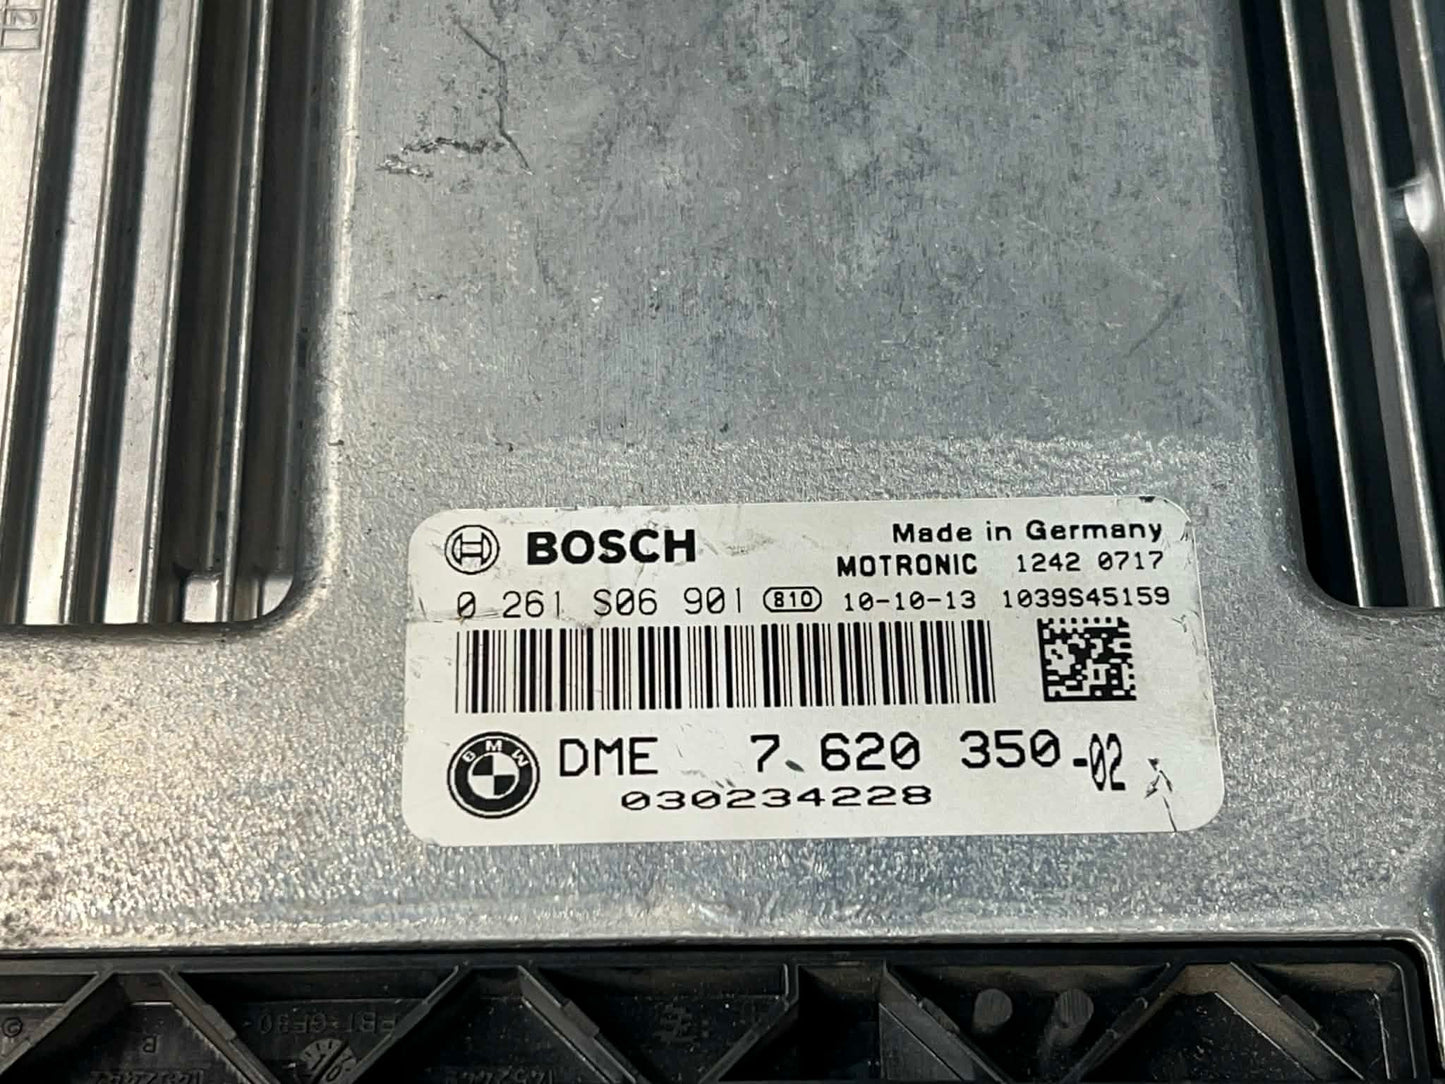 BOSCH
Made in Germany
MOTRONIC 1242 0717
0 261 S06 901 810 10-10-13 1039S45159
BMW DME 7.620 350-02
030234228